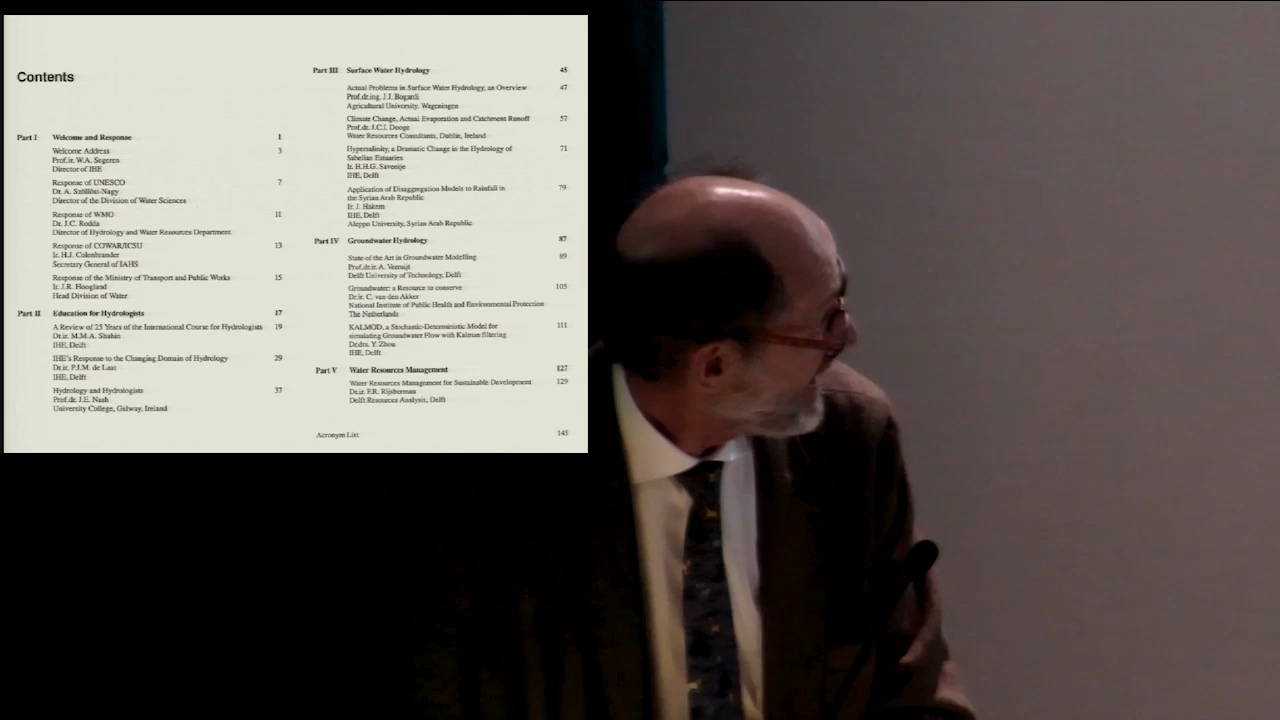 Contents
Part I Welcome and Response 1
Welcome Address 3
Prof.ir. W.A. Segeren
Director of IHE
Response of UNESCO 7
Dr. A. Szöllösi-Nagy
Director of the Division of Water Sciences
Response of WMO 11
Dr. J.C. Rodda
Director of Hydrology and Water Resources Department
Response of COWAR/ICSU 13
Ir. H.J. Colenbrander
Secretary General of IAHS
Response of the Ministry of Transport and Public Works 15
Ir. J.R. Hoogland
Head Division of Water
Part II Education for Hydrologists 17
A Review of 25 Years of the International Course for Hydrologists 19
Dr.ir. M.M.A. Shahin
IHE, Delft
IHE's Response to the Changing Domain of Hydrology 29
Dr.ir. P.J.M. de Laat
IHE, Delft
Hydrology and Hydrologists 37
Prof.dr. J.E. Nash
University College, Galway, Ireland
Part III Surface Water Hydrology 45
Actual Problems in Surface Water Hydrology, an Overview 47
Prof.dr.ing. J.J. Bogardi
Agricultural University, Wageningen
Climate Change, Actual Evaporation and Catchment Runoff 57
Prof.dr. J.C.I. Dooge
Water Resources Consultants, Dublin, Ireland
Hypersalinity, a Dramatic Change in the Hydrology of 71
Sahelian Estuaries
Ir. H.H.G. Savenije
IHE, Delft
Application of Disaggregation Models to Rainfall in 79
the Syrian Arab Republic
Ir. J. Hakem
IHE, Delft
Aleppo University, Syrian Arab Republic
Part IV Groundwater Hydrology 87
State of the Art in Groundwater Modelling 89
Prof.dr.ir. A. Verruijt
Delft University of Technology, Delft
Groundwater: a Resource to conserve 103
Dr.ir. C. van den Akker
National Institute of Public Health and Environmental Protection
The Netherlands
KALMOD, a Stochastic-Deterministic Model for 111
simulating Groundwater Flow with Kalman filtering
Dr.drs. Y. Zhou
IHE, Delft
Part V Water Resources Management 127
Water Resources Management for Sustainable Development 129
Dr.ir. F.R. Rijsberman
Delft Resources Analysis, Delft
Acronym List 145